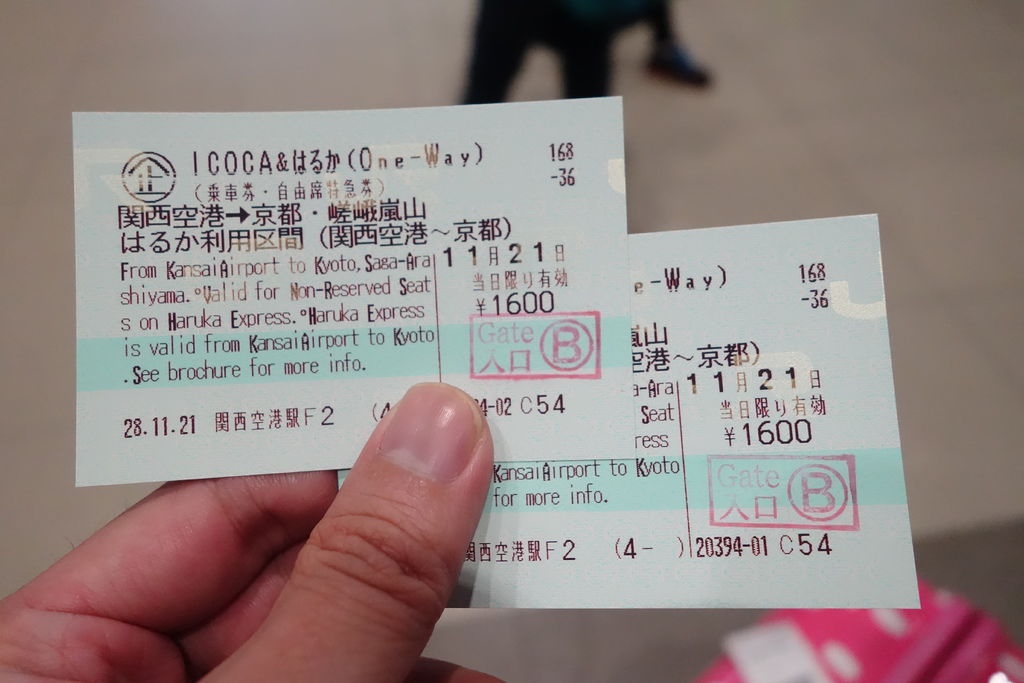 ICOCA&はるか(One-Way)
168
-36
(乗車券・自由席特急券)
関西空港➡京都・嵯峨嵐山
はるか利用区間 (関西空港～京都)
From KansaiAirport to Kyoto, Saga-Ara
shiyama.°Valid for Non-Reserved Seat
s on Haruka Express.°Haruka Express
is valid from KansaiAirport to Kyoto
.See brochure for more info.
11月21日
当日限り有効
¥1600
Gate
入口
B
28.11.21 関西空港駅F2 (4-
4-02 C54
e-Way)
168
-36
嵐山
空港～京都)
a-Ara
Seat
ress
KansaiAirport to Kyoto
for more info.
11月21日
当日限り有効
¥1600
Gate
入口
B
関西空港駅F2 (4- )20394-01 C54